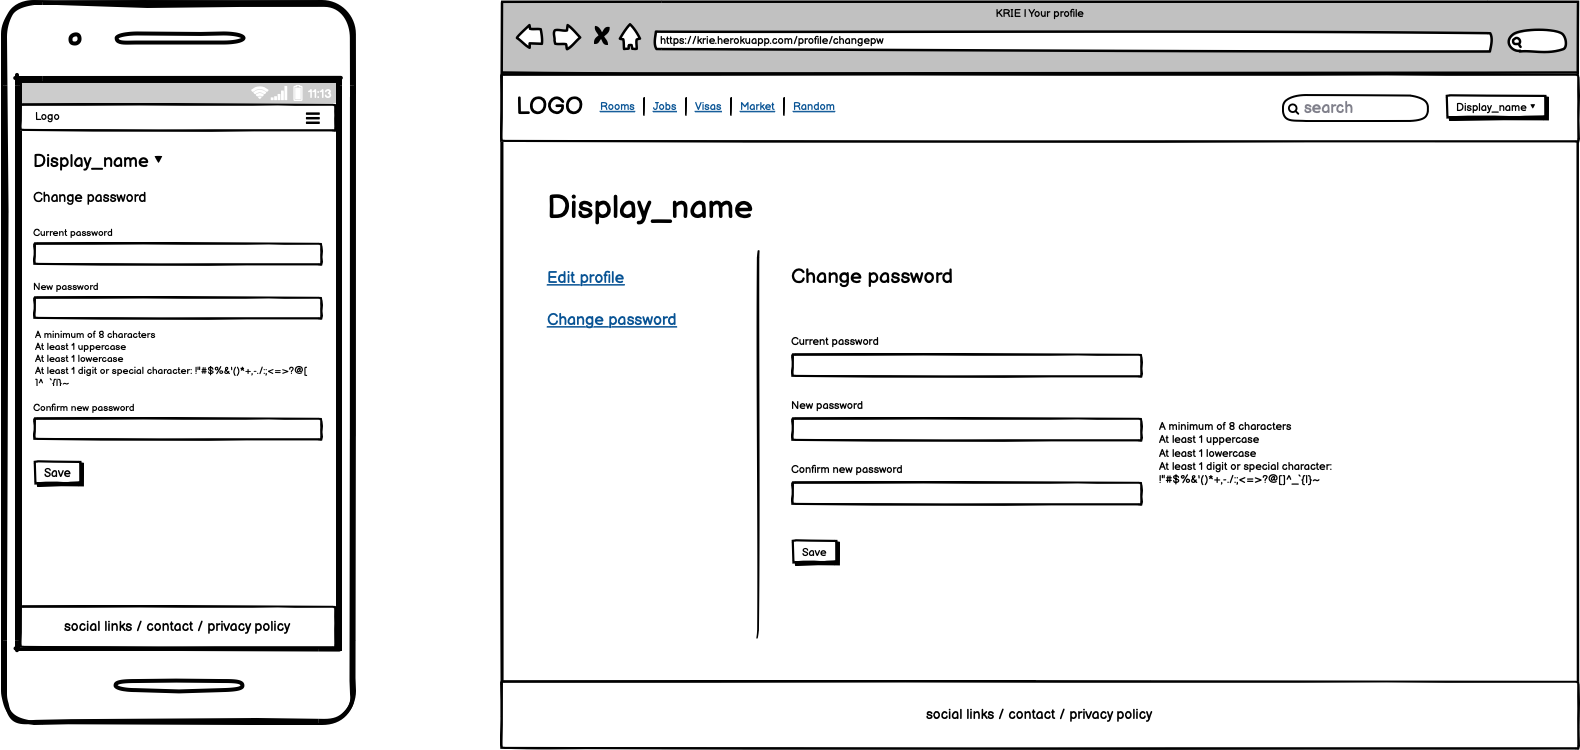 11:13
Logo
Display_name
Change password
Current password
New password
A minimum of 8 characters
At least 1 uppercase
At least 1 lowercase
At least 1 digit or special character: !"#$%&'()*+,-./:;<=>?@[
]^_`{|}~
Confirm new password
Save
social links / contact / privacy policy
KRIE | Your profile
https://krie.herokuapp.com/profile/changepw
LOGO
Rooms | Jobs | Visas | Market | Random
search
Display_name
Display_name
Edit profile
Change password
Change password
Current password
New password
A minimum of 8 characters
At least 1 uppercase
At least 1 lowercase
At least 1 digit or special character:
!"#$%&'()*+,-./:;<=>?@[]^_`{|}~
Confirm new password
Save
social links / contact / privacy policy